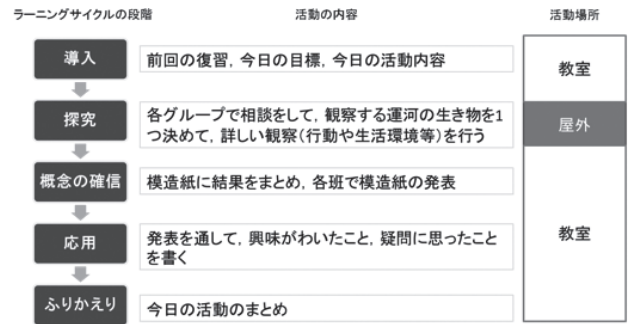 ラーニングサイクルの段階
活動の内容
活動場所
導入
前回の復習，今日の目標，今日の活動内容
教室
探究
各グループで相談をして，観察する運河の生き物を1
つ決めて，詳しい観察（行動や生活環境等）を行う
屋外
概念の確信
模造紙に結果をまとめ，各班で模造紙の発表
応用
発表を通して，興味がわいたこと，疑問に思ったこと
を書く
教室
ふりかえり
今日の活動のまとめ